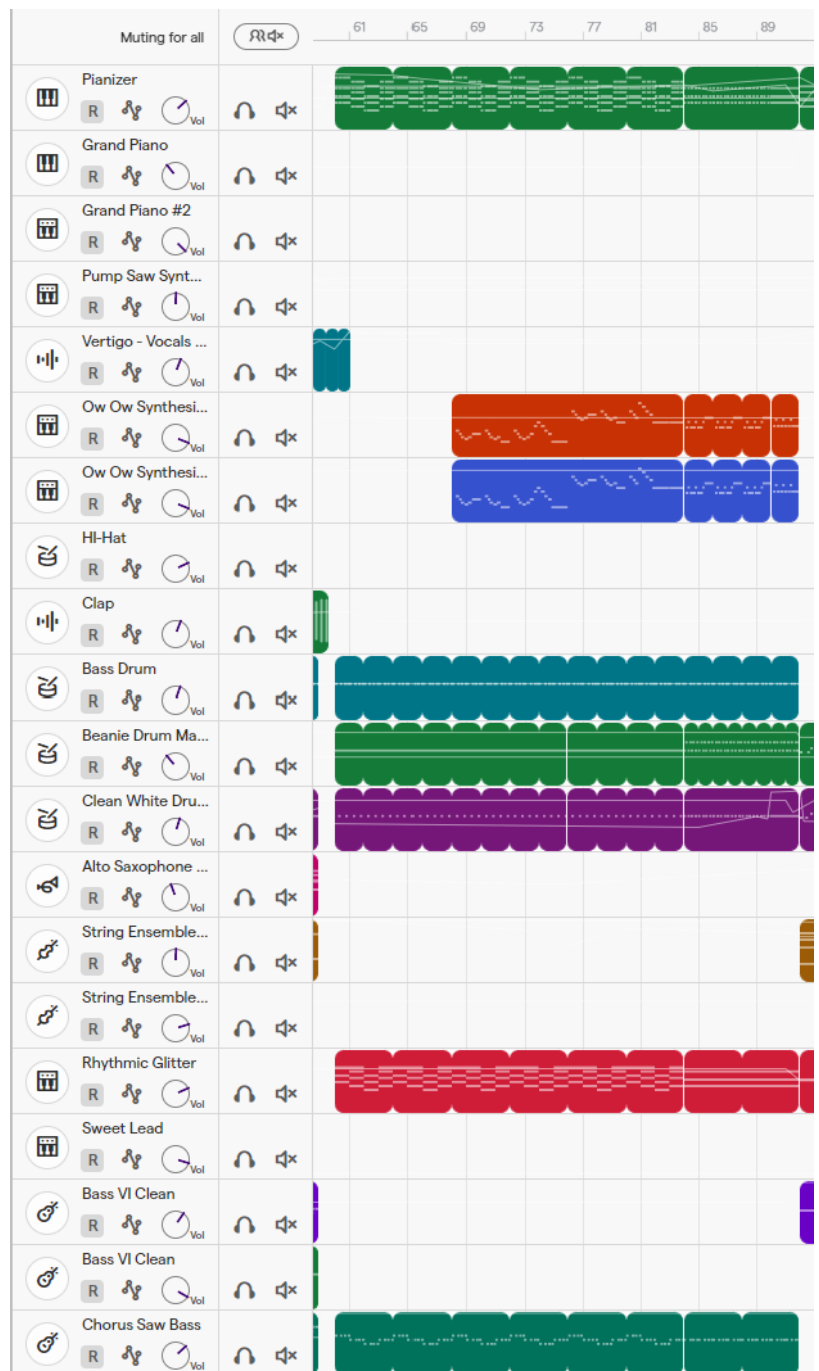 Muting for all
61 65 69 73 77 81 85 89
Pianizer
R Vol
Grand Piano
R Vol
Grand Piano #2
R Vol
Pump Saw Synt...
R Vol
Vertigo - Vocals ...
R Vol
Ow Ow Synthesi...
R Vol
Ow Ow Synthesi...
R Vol
HI-Hat
R Vol
Clap
R Vol
Bass Drum
R Vol
Beanie Drum Ma...
R Vol
Clean White Dru...
R Vol
Alto Saxophone ...
R Vol
String Ensemble...
R Vol
String Ensemble...
R Vol
Rhythmic Glitter
R Vol
Sweet Lead
R Vol
Bass VI Clean
R Vol
Bass VI Clean
R Vol
Chorus Saw Bass
R Vol